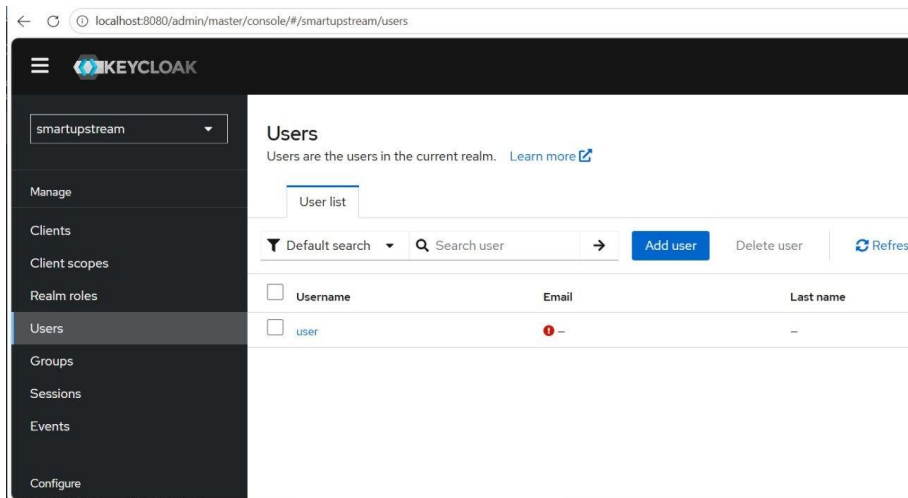 localhost:8080/admin/master/console/#/smartupstream/users
KEYCLOAK
smartupstream
Manage
Clients
Client scopes
Realm roles
Users
Groups
Sessions
Events
Configure
Users
Users are the users in the current realm. Learn more
User list
Default search Search user Add user Delete user Refres
Username Email Last name
user – –